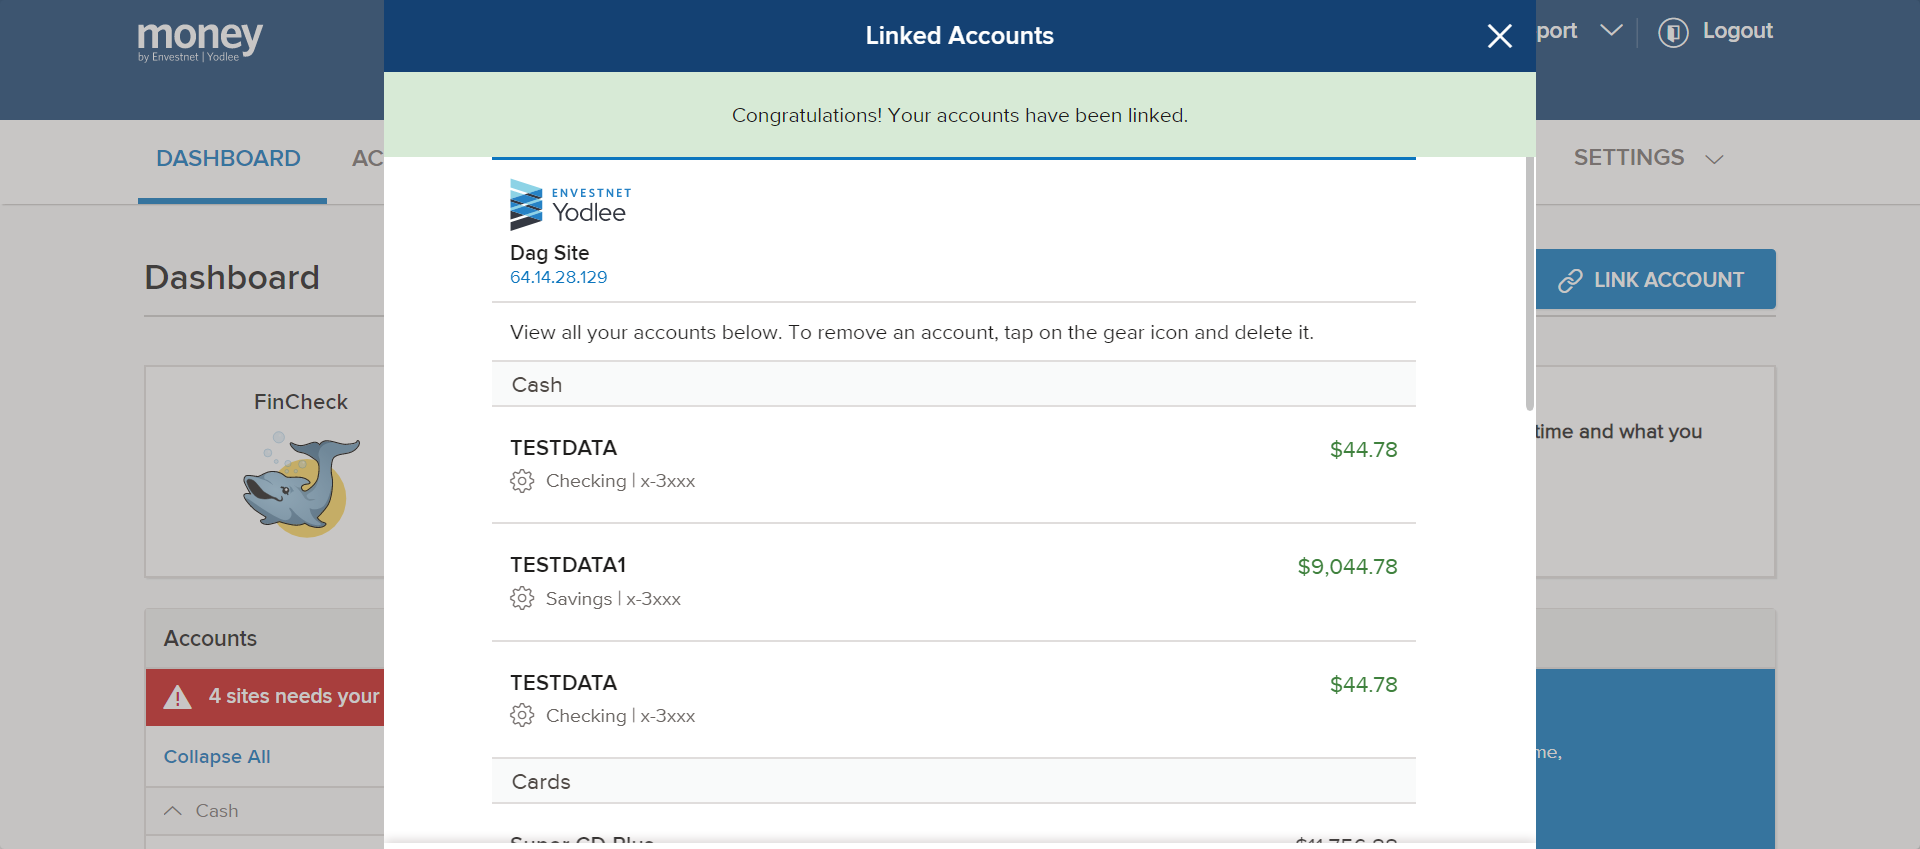 money
by Envestnet | Yodlee
Linked Accounts
port
Logout
Congratulations! Your accounts have been linked.
DASHBOARD
AC
SETTINGS
ENVESTNET
Yodlee
Dag Site
64.14.28.129
Dashboard
LINK ACCOUNT
View all your accounts below. To remove an account, tap on the gear icon and delete it.
Cash
FinCheck
time and what you
TESTDATA
$44.78
Checking | x-3xxx
TESTDATA1
$9,044.78
Savings | x-3xxx
Accounts
4 sites needs your
TESTDATA
$44.78
Checking | x-3xxx
Collapse All
me,
Cards
Cash
Super CD Plus